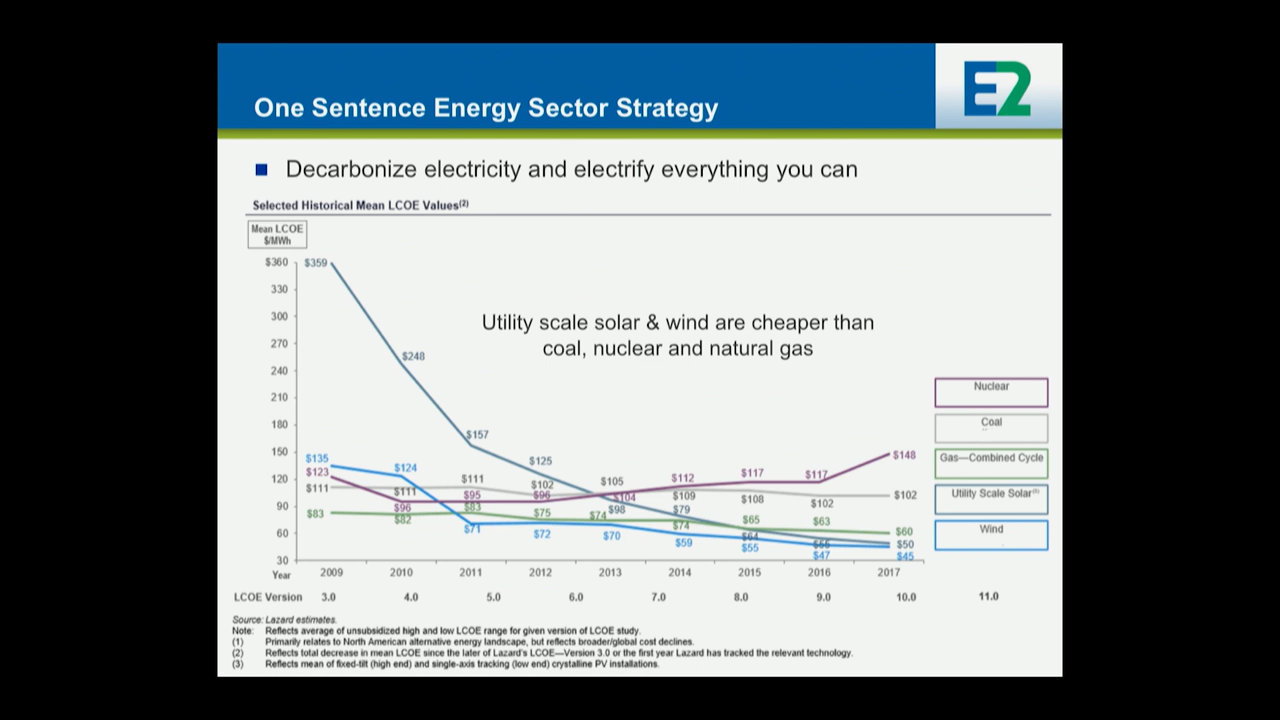 One Sentence Energy Sector Strategy
E2
Decarbonize electricity and electrify everything you can
Selected Historical Mean LCOE Values(2)
Mean LCOE
$/MWh
Utility scale solar & wind are cheaper than
coal, nuclear and natural gas
$360
330
300
270
240
210
180
150
120
90
60
30
$359
$248
$157
$125
$98
$79
$64
$55
$50
$135
$124
$71
$72
$70
$59
$55
$47
$45
$123
$96
$95
$96
$104
$112
$117
$117
$148
$111
$111
$111
$102
$105
$109
$108
$102
$102
$83
$82
$83
$75
$74
$74
$65
$63
$60
Nuclear
Coal
Gas—Combined Cycle
Utility Scale Solar
Wind
Year 2009 2010 2011 2012 2013 2014 2015 2016 2017
LCOE Version 3.0 4.0 5.0 6.0 7.0 8.0 9.0 10.0 11.0
Source: Lazard estimates.
Note: Reflects average of unsubsidized high and low LCOE range for given version of LCOE study.
(1) Primarily relates to North American alternative energy landscape, but reflects broader/global cost declines.
(2) Reflects total decrease in mean LCOE since the later of Lazard's LCOE—Version 3.0 or the first year Lazard has tracked the relevant technology.
(3) Reflects mean of fixed-tilt (high end) and single-axis tracking (low end) crystalline PV installations.